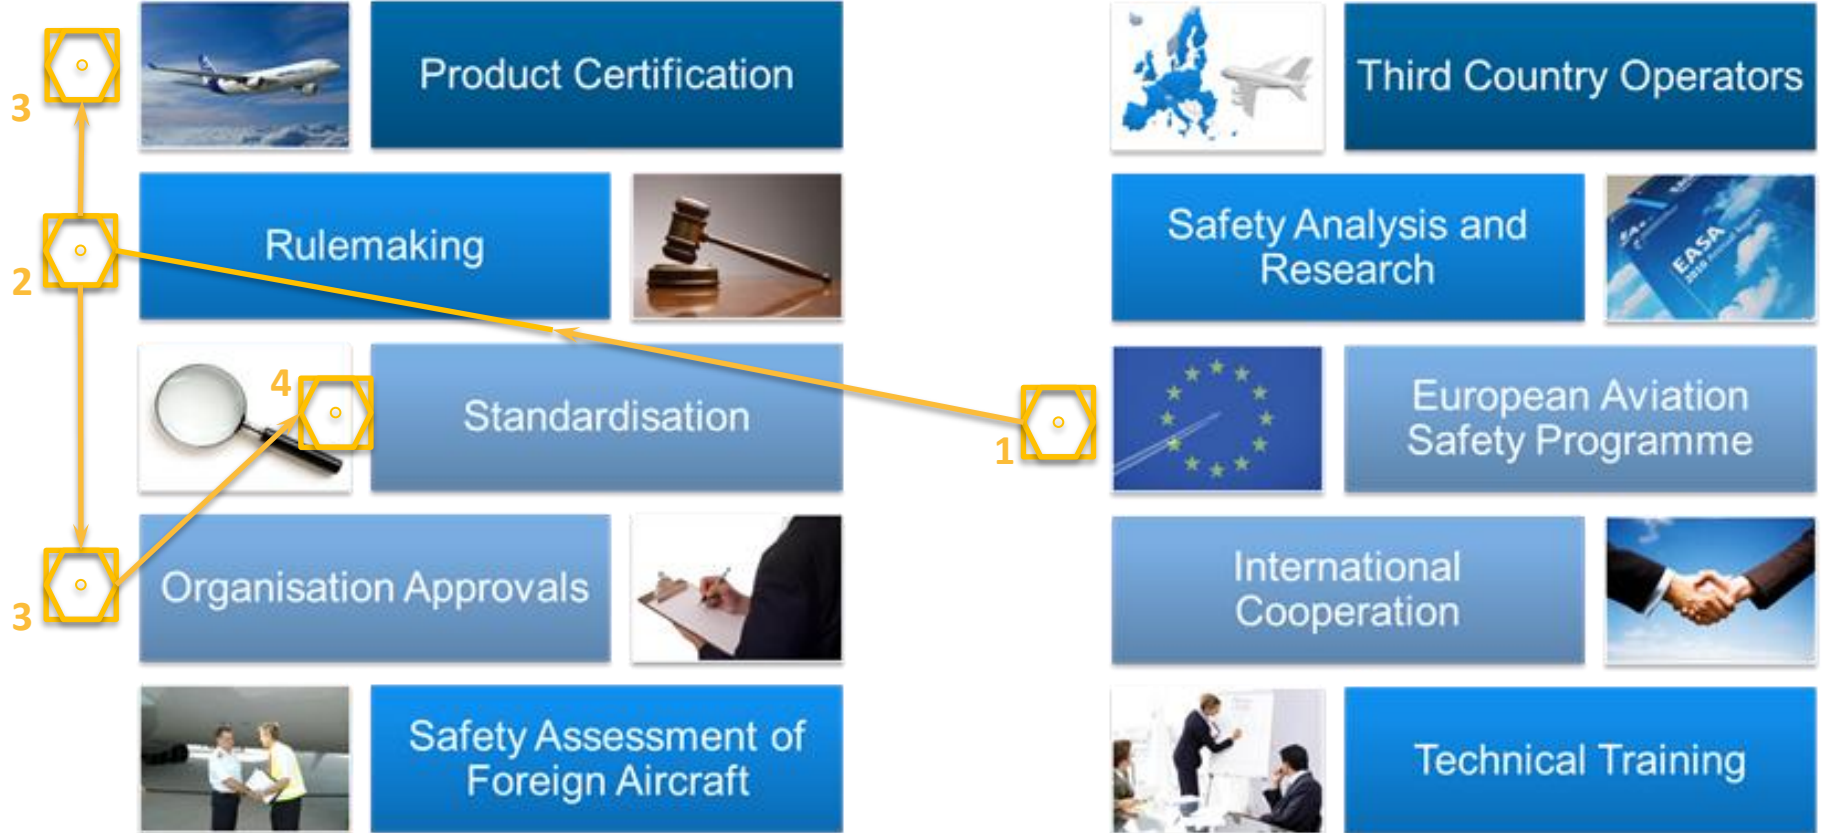 3
Product Certification
2
Rulemaking
4
Standardisation
3
Organisation Approvals
Safety Assessment of
Foreign Aircraft
Third Country Operators
Safety Analysis and
Research
EASA
1
European Aviation
Safety Programme
International
Cooperation
Technical Training